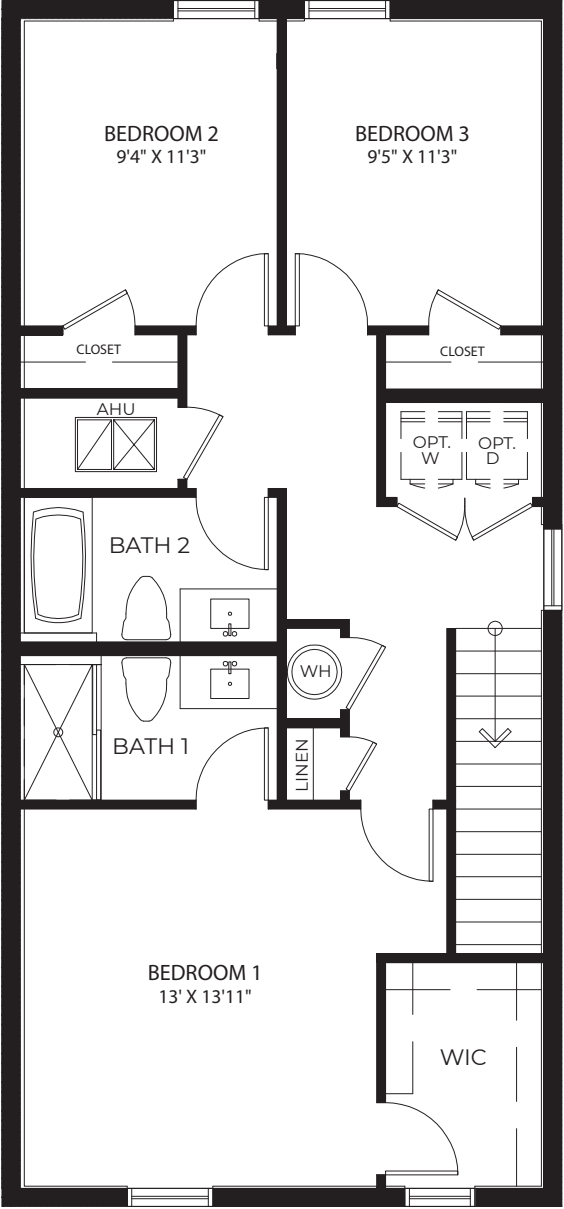 BEDROOM 2
9'4" X 11'3"
BEDROOM 3
9'5" X 11'3"
CLOSET
CLOSET
AHU
OPT.
W
OPT.
D
BATH 2
WH
BATH 1
LINEN
BEDROOM 1
13' X 13'11"
WIC